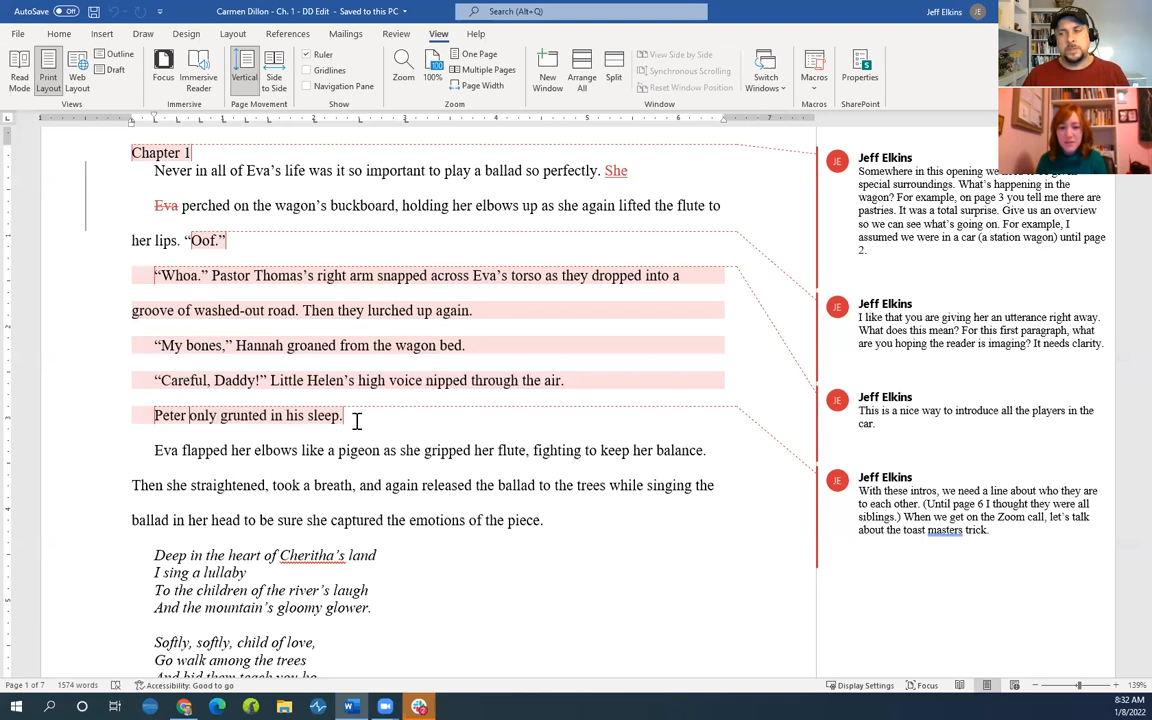 AutoSave Off Carmen Dillon - Ch. 1 - DD Edit - Saved to this PC Search (Alt+Q) Jeff Elkins JE
File Home Insert Draw Design Layout References Mailings Review View Help
Read Mode Print Layout Web Layout Outline Draft Focus Immersive Reader Vertical Side to Side Ruler Gridlines Navigation Pane Zoom 100% One Page Multiple Pages Page Width New Window Arrange All Split View Side by Side Synchronous Scrolling Reset Window Position Switch Windows Macros Properties
Views Immersive Page Movement Show Zoom Window Macros SharePoint
Chapter 1
Never in all of Eva’s life was it so important to play a ballad so perfectly. She
Eva perched on the wagon’s buckboard, holding her elbows up as she again lifted the flute to
her lips. “Oof.”
“Whoa.” Pastor Thomas’s right arm snapped across Eva’s torso as they dropped into a
groove of washed-out road. Then they lurched up again.
“My bones,” Hannah groaned from the wagon bed.
“Careful, Daddy!” Little Helen’s high voice nipped through the air.
Peter only grunted in his sleep.
Eva flapped her elbows like a pigeon as she gripped her flute, fighting to keep her balance.
Then she straightened, took a breath, and again released the ballad to the trees while singing the
ballad in her head to be sure she captured the emotions of the piece.
Deep in the heart of Cheritha’s land
I sing a lullaby
To the children of the river’s laugh
And the mountain’s gloomy glower.
Softly, softly, child of love,
Go walk among the trees
And bid them teach you ho
JE Jeff Elkins
Somewhere in this opening we
special surroundings. What’s happening in the
wagon? For example, on page 3 you tell me there are
pastries. It was a total surprise. Give us an overview
so we can see what’s going on. For example, I
assumed we were in a car (a station wagon) until page
2.
JE Jeff Elkins
I like that you are giving her an utterance right away.
What does this mean? For this first paragraph, what
are you hoping the reader is imaging? It needs clarity.
JE Jeff Elkins
This is a nice way to introduce all the players in the
car.
JE Jeff Elkins
With these intros, we need a line about who they are
to each other. (Until page 6 I thought they were all
siblings.) When we get on the Zoom call, let’s talk
about the toast masters trick.
Page 1 of 7 1574 words Accessibility: Good to go Display Settings Focus 139%
8:32 AM
1/8/2022